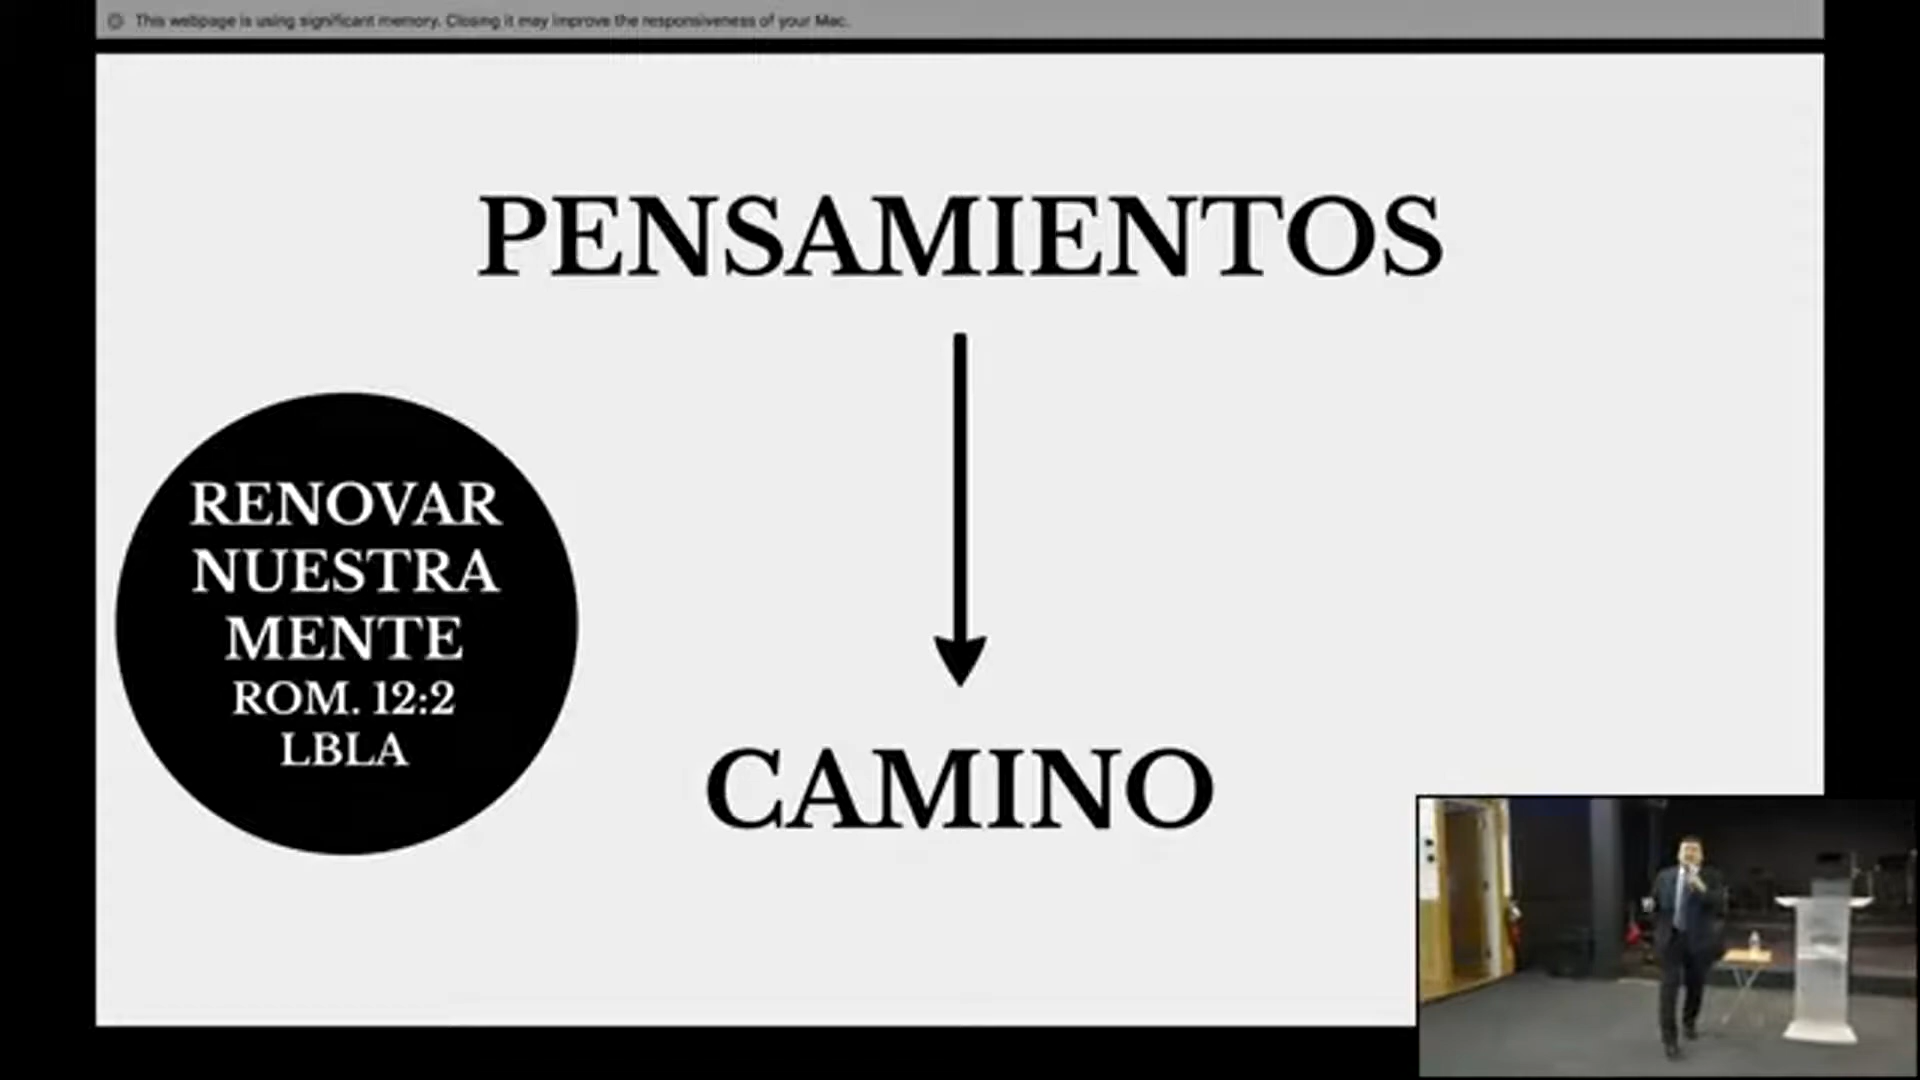 This webpage is using significant memory. Closing it may improve the responsiveness of your Mac.
PENSAMIENTOS
RENOVAR
NUESTRA
MENTE
ROM. 12:2
LBLA
CAMINO